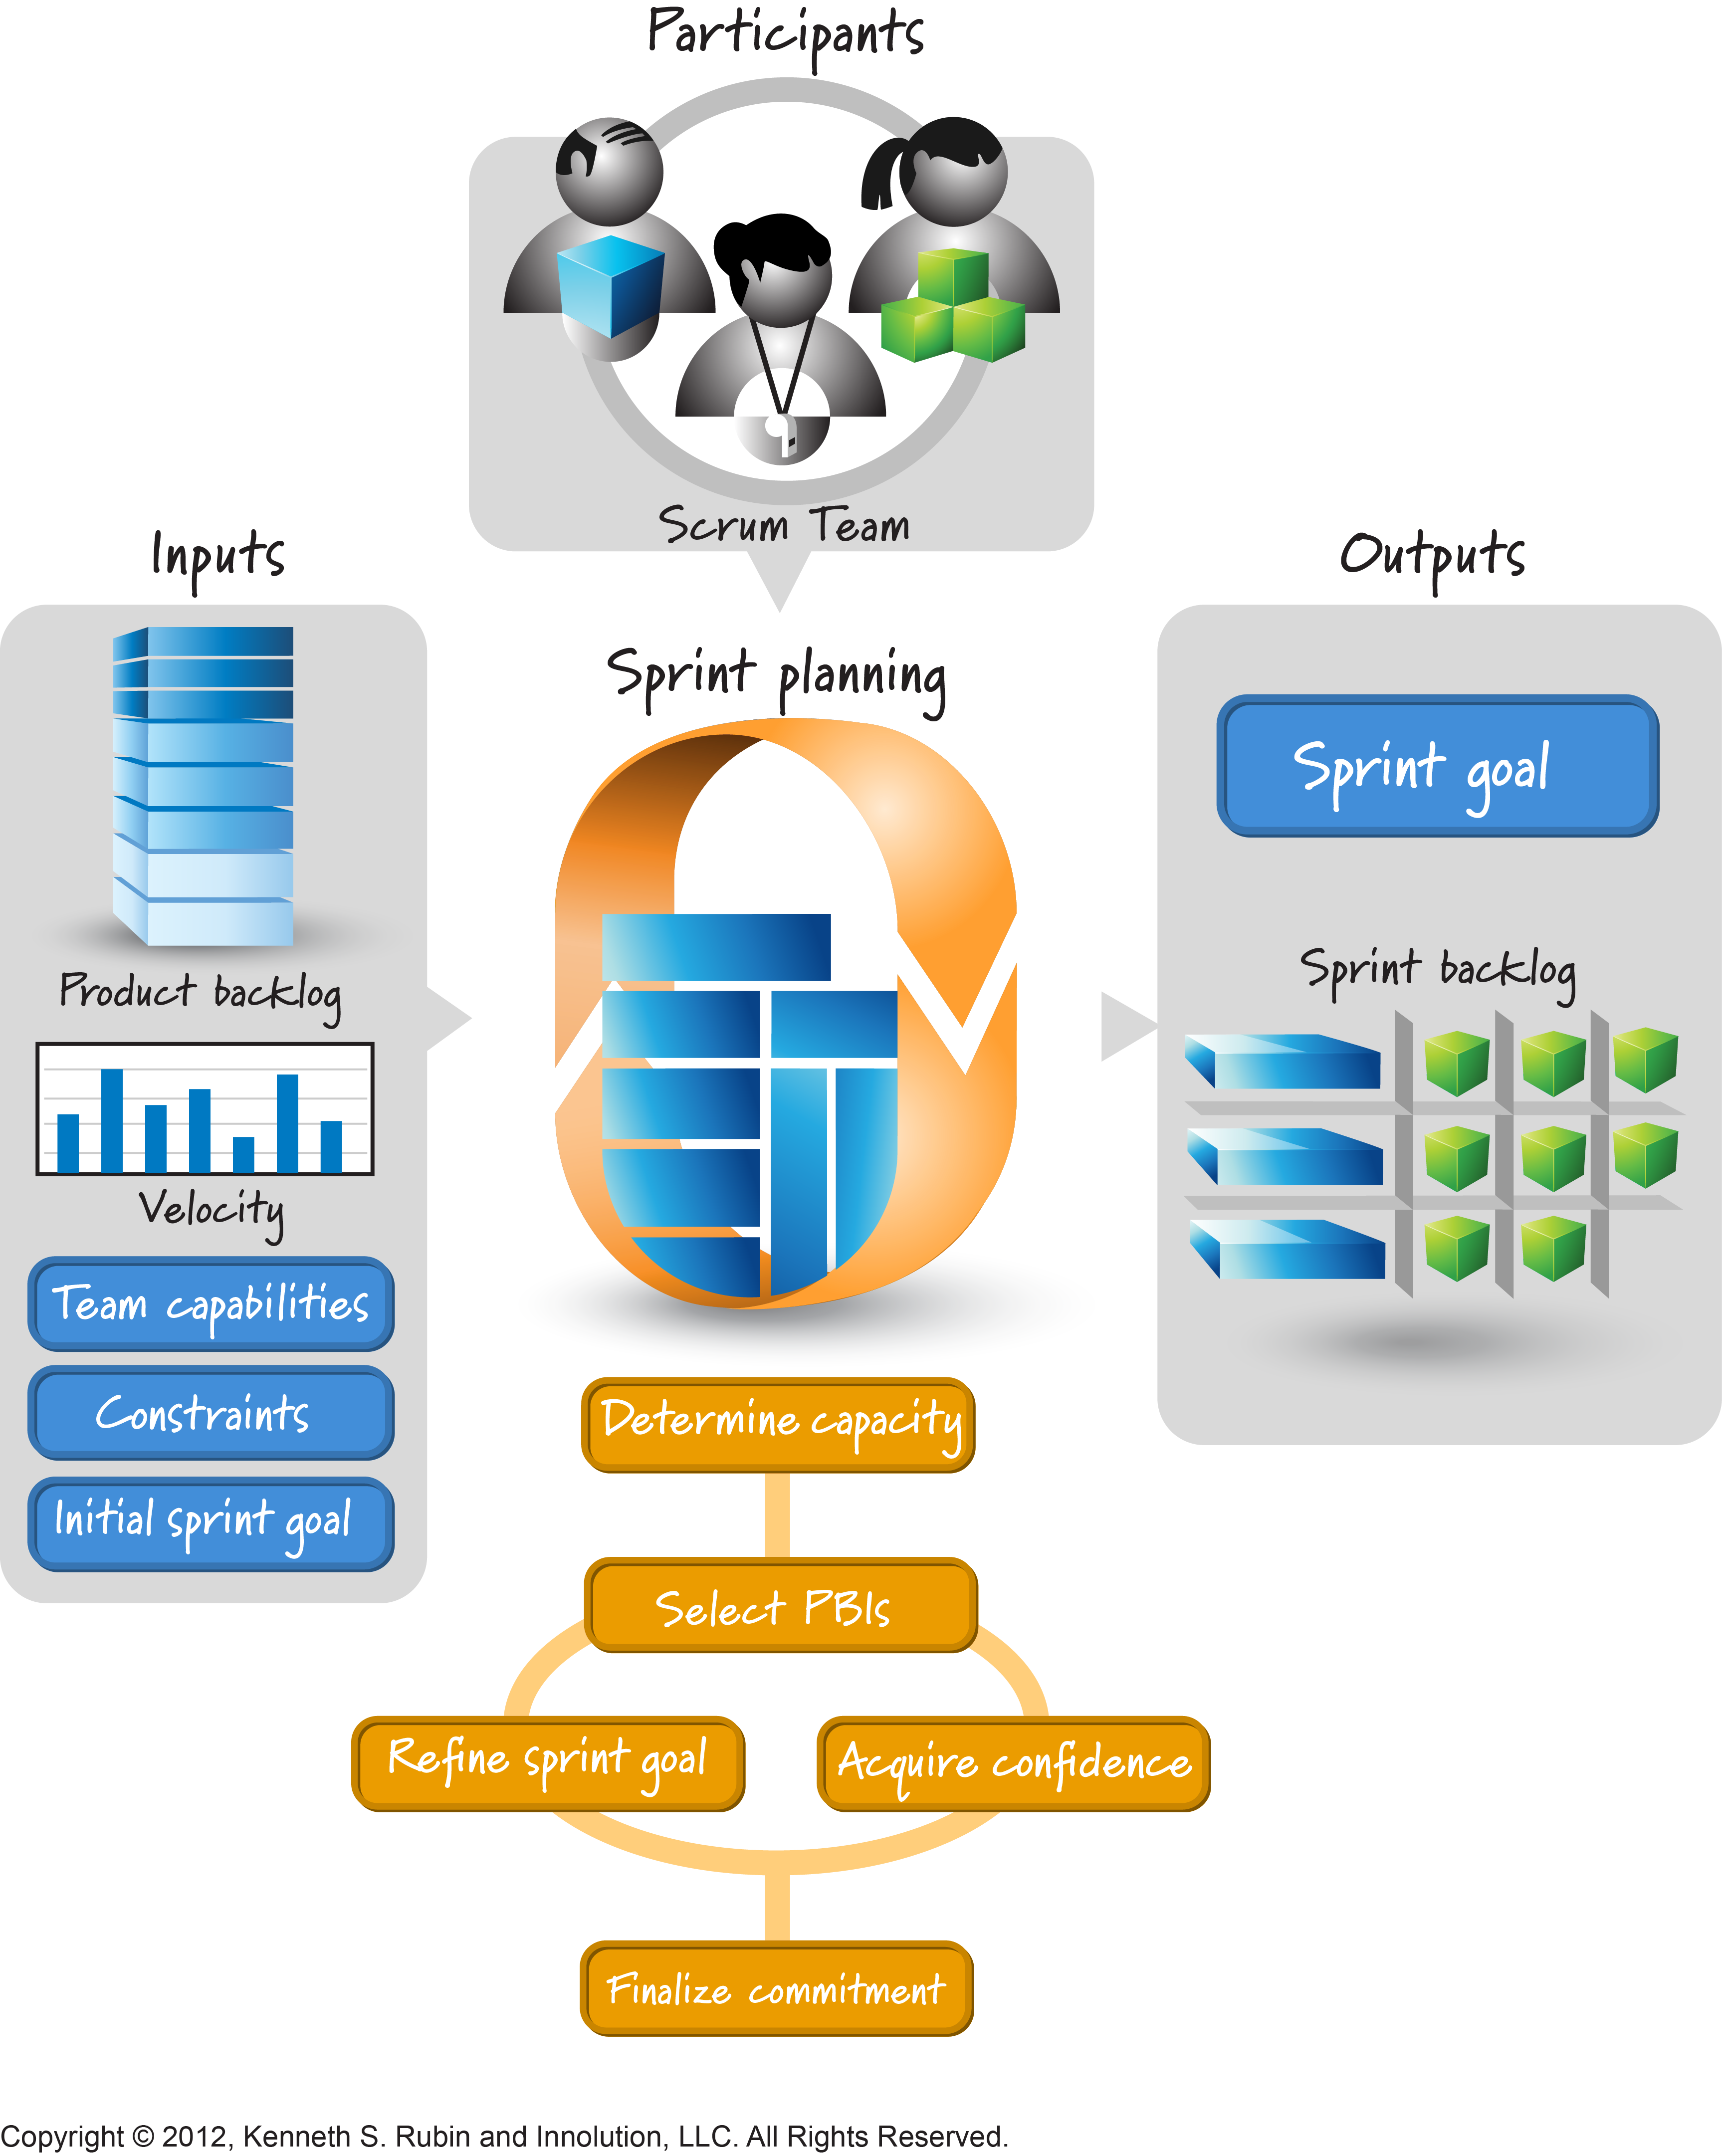 Participants
Scrum Team
Inputs
Product backlog
Velocity
Team capabilities
Constraints
Initial sprint goal
Sprint planning
Determine capacity
Select PBIs
Refine sprint goal
Acquire confidence
Finalize commitment
Outputs
Sprint goal
Sprint backlog
Copyright © 2012, Kenneth S. Rubin and Innolution, LLC. All Rights Reserved.